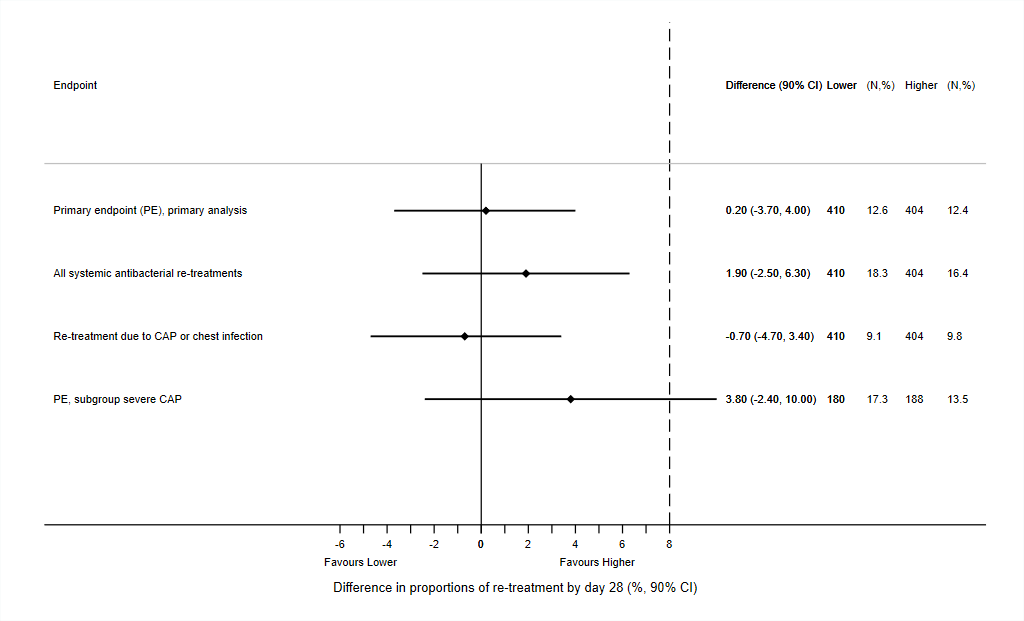 Endpoint Difference (90% CI) Lower (N,%) Higher (N,%)
Primary endpoint (PE), primary analysis 0.20 (-3.70, 4.00) 410 12.6 404 12.4
All systemic antibacterial re-treatments 1.90 (-2.50, 6.30) 410 18.3 404 16.4
Re-treatment due to CAP or chest infection -0.70 (-4.70, 3.40) 410 9.1 404 9.8
PE, subgroup severe CAP 3.80 (-2.40, 10.00) 180 17.3 188 13.5
-6 -4 -2 0 2 4 6 8
Favours Lower Favours Higher
Difference in proportions of re-treatment by day 28 (%, 90% CI)